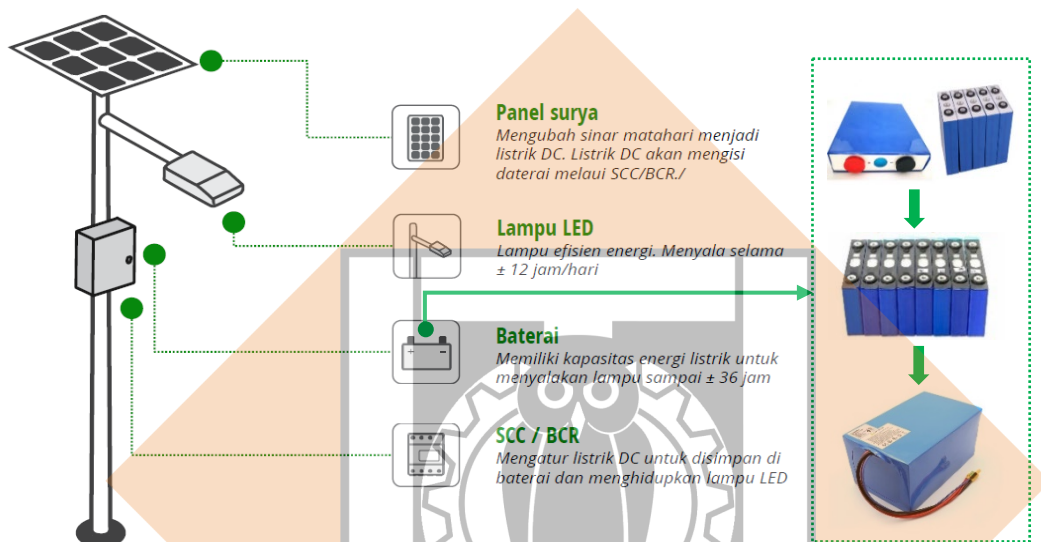 Panel surya
Mengubah sinar matahari menjadi
listrik DC. Listrik DC akan mengisi
daterai melaui SCC/BCR./
Lampu LED
Lampu efisien energi. Menyala selama
± 12 jam/hari
Baterai
Memiliki kapasitas energi listrik untuk
menyalakan lampu sampai ± 36 jam
SCC / BCR
Mengatur listrik DC untuk disimpan di
baterai dan menghidupkan lampu LED